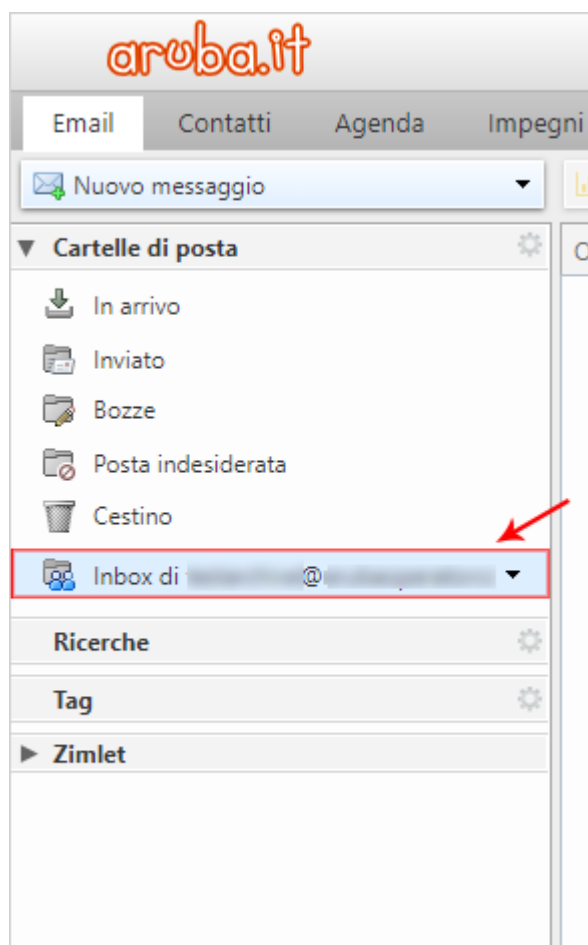 aruba.it
Email Contatti Agenda Impegni
Nuovo messaggio
Cartelle di posta
In arrivo
Inviato
Bozze
Posta indesiderata
Cestino
Inbox di @
Ricerche
Tag
Zimlet